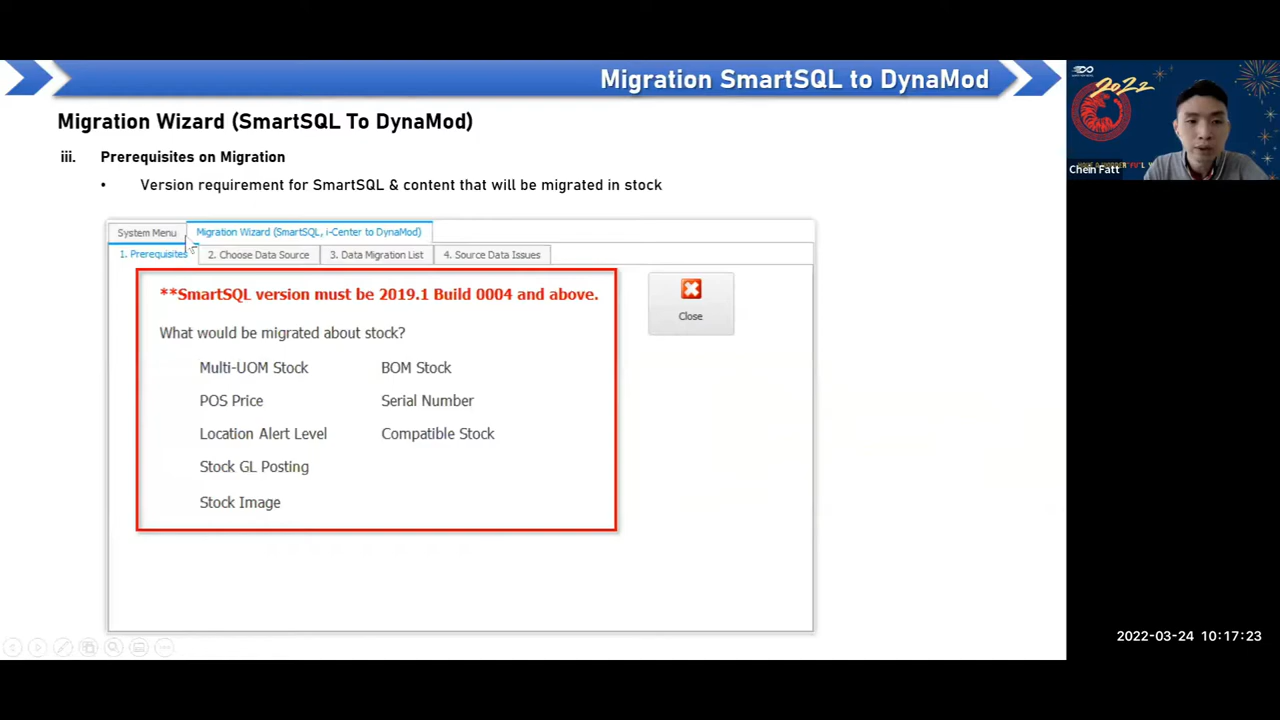 Migration SmartSQL to DynaMod
Migration Wizard (SmartSQL To DynaMod)
iii. Prerequisites on Migration
• Version requirement for SmartSQL & content that will be migrated in stock
System Menu Migration Wizard (SmartSQL, i-Center to DynaMod)
1. Prerequisites 2. Choose Data Source 3. Data Migration List 4. Source Data Issues
**SmartSQL version must be 2019.1 Build 0004 and above.
Close
What would be migrated about stock?
Multi-UOM Stock BOM Stock
POS Price Serial Number
Location Alert Level Compatible Stock
Stock GL Posting
Stock Image
2022
Chein Fatt
2022-03-24 10:17:23